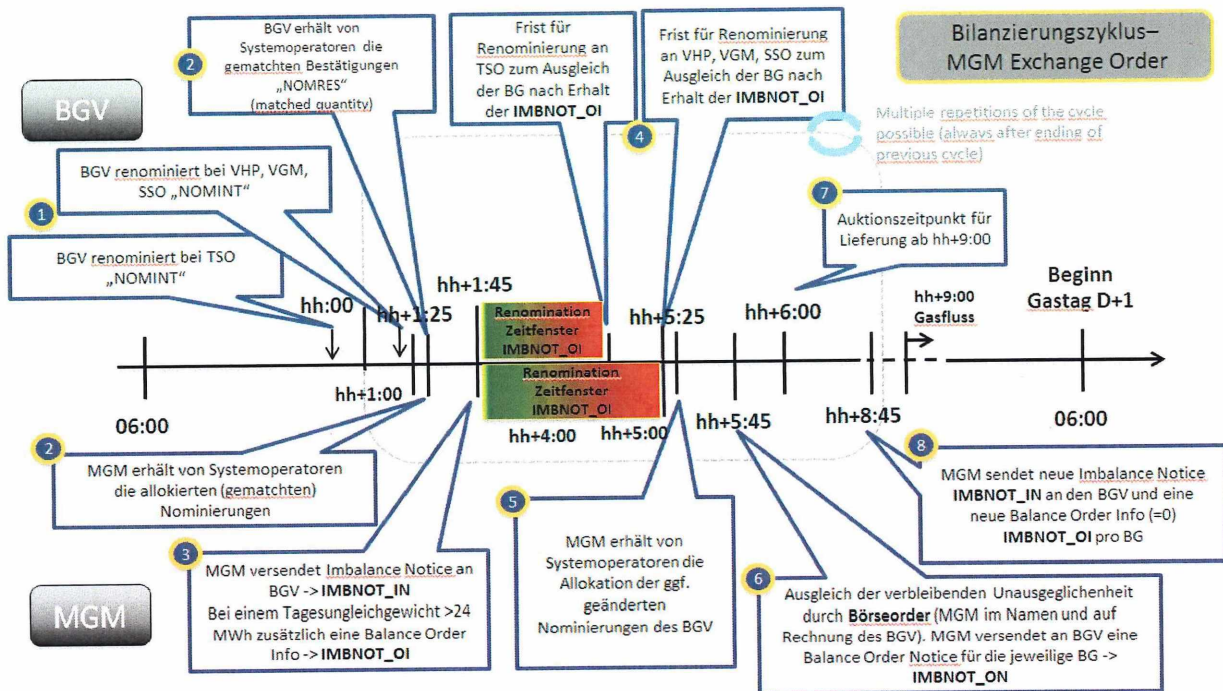 BGV erhält von
Systemoperatoren die
gematchten Bestätigungen
„NOMRES“
(matched quantity)
2
Frist für
Renominierung an
TSO zum Ausgleich
der BG nach Erhalt
der IMBNOT_OI
Frist für Renominierung
an VHP, VGM, SSO zum
Ausgleich der BG nach
Erhalt der IMBNOT_OI
4
Bilanzierungszyklus–
MGM Exchange Order
BGV
Multiple repetitions of the cycle
possible (always after ending of
previous cycle)
BGV renominiert bei VHP, VGM,
SSO „NOMINT“
1
BGV renominiert bei TSO
„NOMINT“
7
Auktionszeitpunkt für
Lieferung ab hh+9:00
hh:00
hh+1:25
hh+1:45
Renomination
Zeitfenster
IMBNOT_OI
hh+5:25
hh+6:00
hh+9:00
Gasfluss
Beginn
Gastag D+1
06:00
hh+1:00
Renomination
Zeitfenster
IMBNOT_OI
hh+4:00
hh+5:00
hh+5:45
hh+8:45
06:00
2
MGM erhält von Systemoperatoren
die allokierten (gematchten)
Nominierungen
3
MGM versendet Imbalance Notice an
BGV -> IMBNOT_IN
Bei einem Tagesungleichgewicht >24
MWh zusätzlich eine Balance Order
Info -> IMBNOT_OI
MGM
5
MGM erhält von
Systemoperatoren die
Allokation der ggf.
geänderten
Nominierungen des BGV
6
Ausgleich der verbleibenden Unausgeglichenheit
durch Börseorder (MGM im Namen und auf
Rechnung des BGV). MGM versendet an BGV eine
Balance Order Notice für die jeweilige BG ->
IMBNOT_ON
8
MGM sendet neue Imbalance Notice
IMBNOT_IN an den BGV und eine
neue Balance Order Info (=0)
IMBNOT_OI pro BG